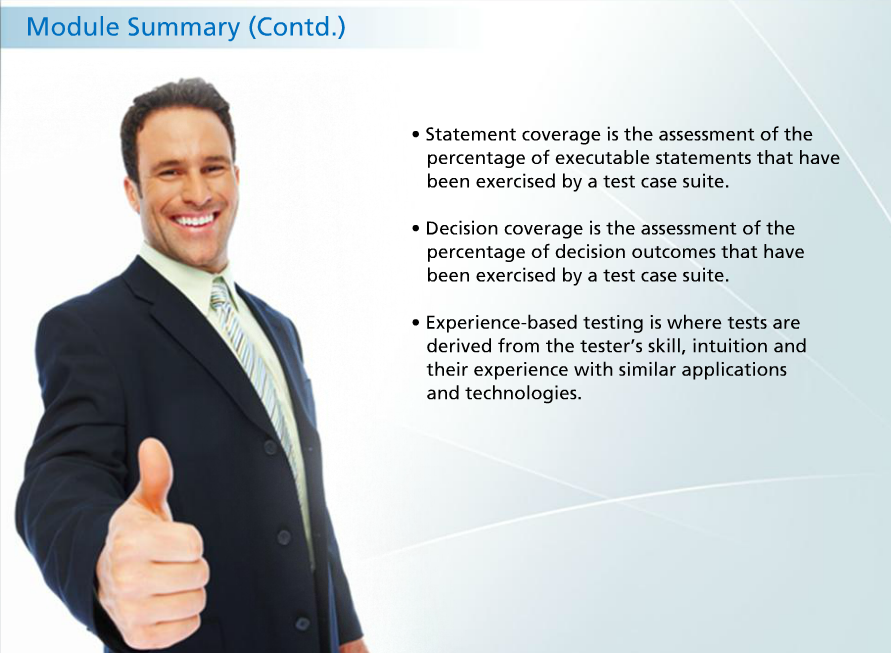 Module Summary (Contd.)
• Statement coverage is the assessment of the
percentage of executable statements that have
been exercised by a test case suite.
• Decision coverage is the assessment of the
percentage of decision outcomes that have
been exercised by a test case suite.
• Experience-based testing is where tests are
derived from the tester’s skill, intuition and
their experience with similar applications
and technologies.